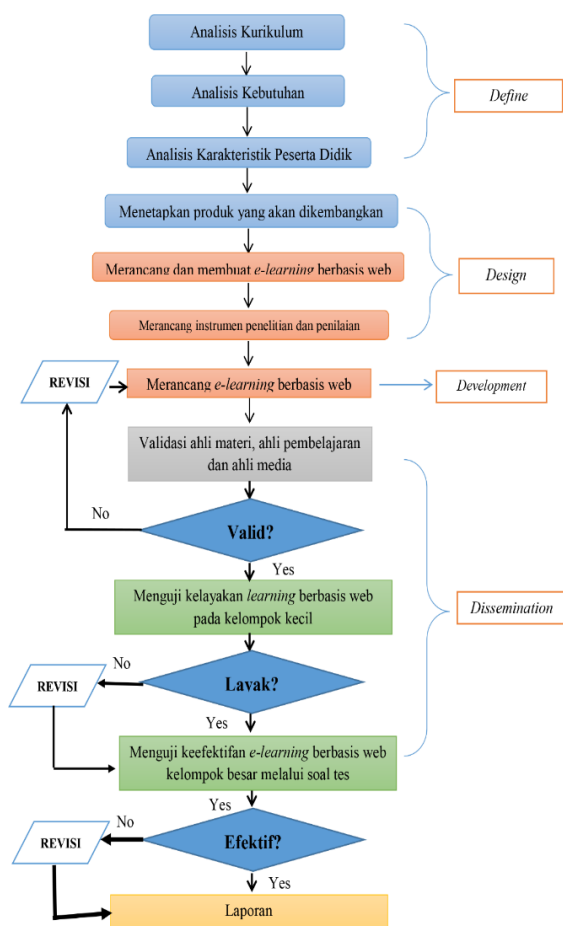 Analisis Kurikulum
Analisis Kebutuhan
Define
Analisis Karakteristik Peserta Didik
Menetapkan produk yang akan dikembangkan
Merancang dan membuat e-learning berbasis web
Design
Merancang instrumen penelitian dan penilaian
REVISI
Merancang e-learning berbasis web
Development
Validasi ahli materi, ahli pembelajaran
dan ahli media
No
Valid?
Yes
Menguji kelayakan learning berbasis web
pada kelompok kecil
Dissemination
No
Lavak?
REVISI
Yes
Menguji keefektifan e-learning berbasis web
kelompok besar melalui soal tes
Yes
No
Efektif?
REVISI
Yes
Laporan